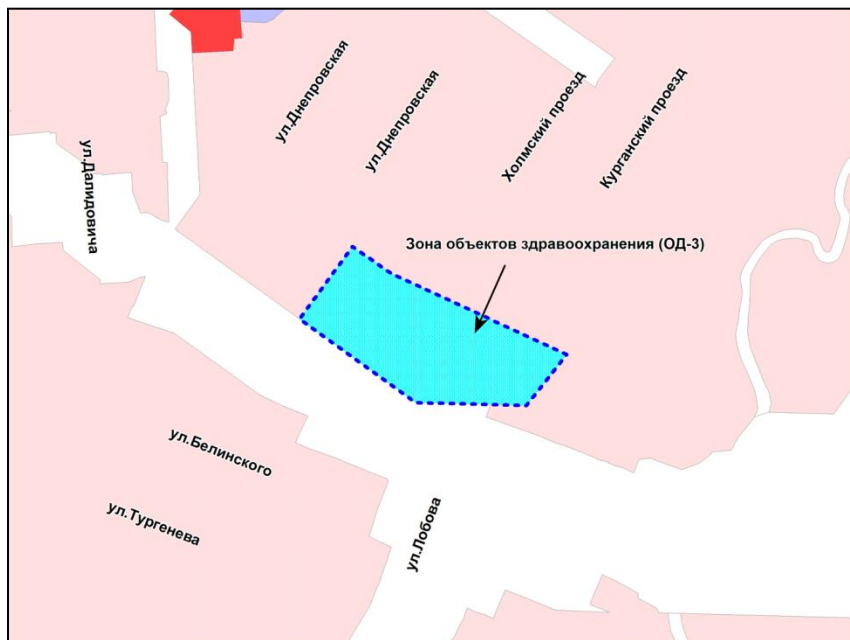 ул.Днепровская
ул.Днепровская
Холмский проезд
Курганский проезд
ул.Далидовича
Зона объектов здравоохранения (ОД-3)
ул.Белинского
ул.Тургенева
ул.Лобова